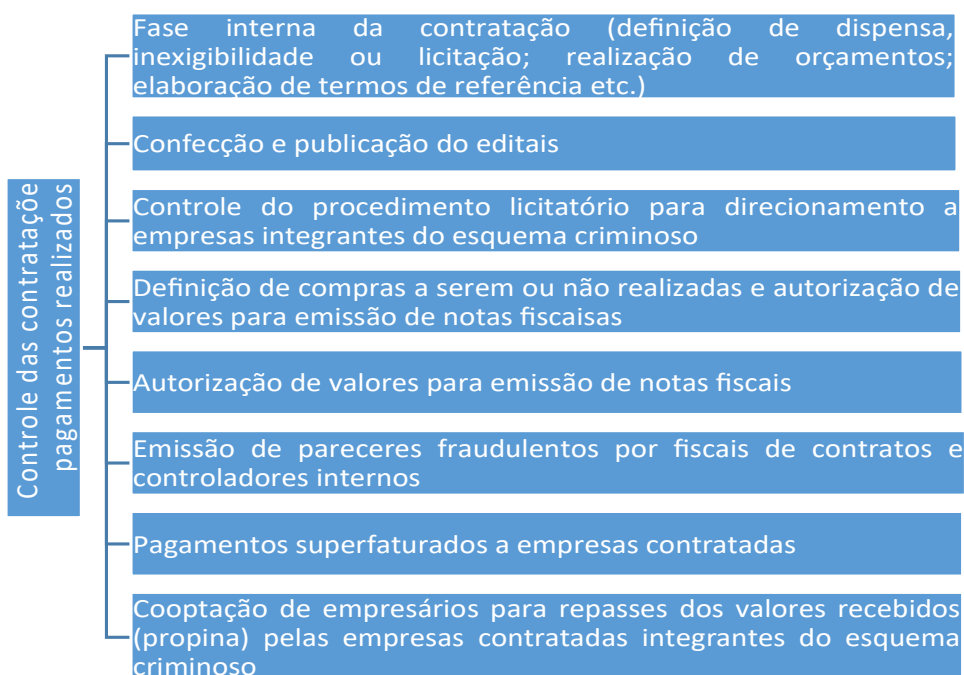 Controle das contrataçõe
pagamentos realizados
Fase interna da contratação (definição de dispensa,
inexigibilidade ou licitação; realização de orçamentos;
elaboração de termos de referência etc.)
Confecção e publicação do editais
Controle do procedimento licitatório para direcionamento a
empresas integrantes do esquema criminoso
Definição de compras a serem ou não realizadas e autorização de
valores para emissão de notas fiscaisas
Autorização de valores para emissão de notas fiscais
Emissão de pareceres fraudulentos por fiscais de contratos e
controladores internos
Pagamentos superfaturados a empresas contratadas
Cooptação de empresários para repasses dos valores recebidos
(propina) pelas empresas contratadas integrantes do esquema
criminoso